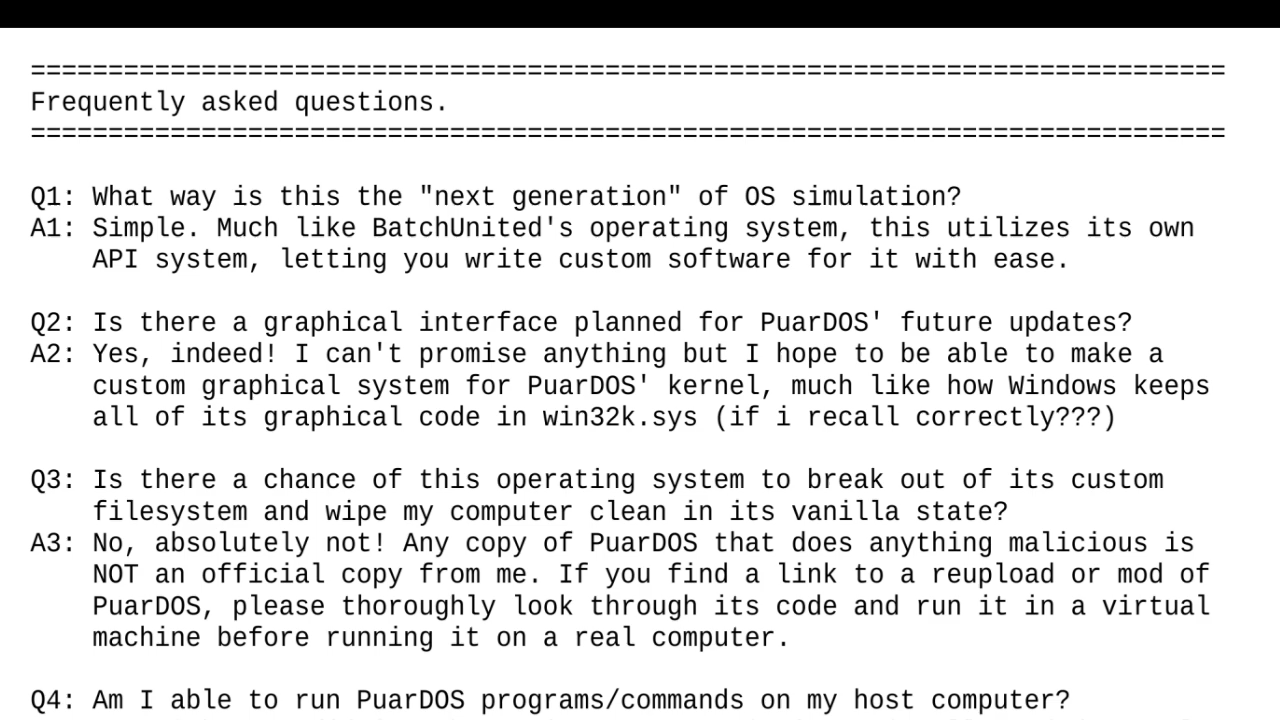 =============================================================================
Frequently asked questions.
=============================================================================
Q1: What way is this the "next generation" of OS simulation?
A1: Simple. Much like BatchUnited's operating system, this utilizes its own
API system, letting you write custom software for it with ease.
Q2: Is there a graphical interface planned for PuarDOS' future updates?
A2: Yes, indeed! I can't promise anything but I hope to be able to make a
custom graphical system for PuarDOS' kernel, much like how Windows keeps
all of its graphical code in win32k.sys (if i recall correctly???)
Q3: Is there a chance of this operating system to break out of its custom
filesystem and wipe my computer clean in its vanilla state?
A3: No, absolutely not! Any copy of PuarDOS that does anything malicious is
NOT an official copy from me. If you find a link to a reupload or mod of
PuarDOS, please thoroughly look through its code and run it in a virtual
machine before running it on a real computer.
Q4: Am I able to run PuarDOS programs/commands on my host computer?